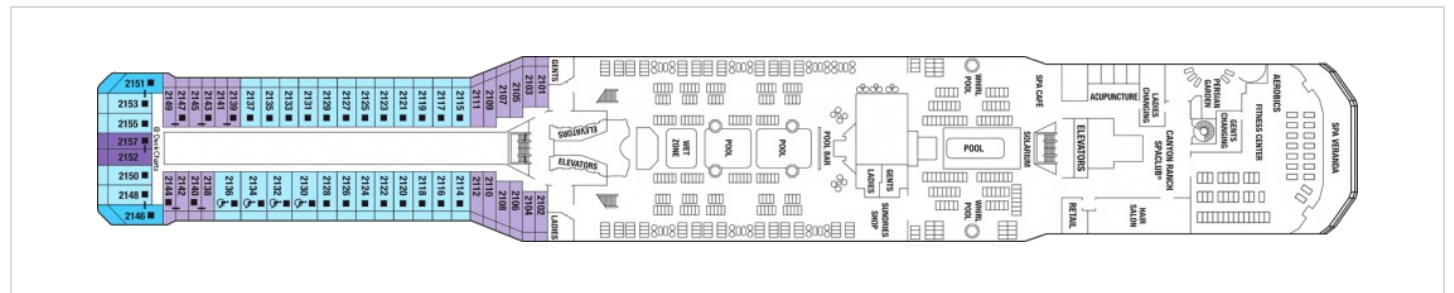 2151
2153
2155
2157
2152
2150
2148
2146
© DeckCharts
2149
2147
2145
2143
2141
2139
2137
2135
2133
2131
2129
2127
2125
2123
2121
2119
2117
2115
2111
2109
2107
2105
2103
2101
2144
2142
2140
2138
2136
2134
2132
2130
2128
2126
2124
2122
2120
2118
2116
2114
2112
2110
2108
2106
2104
2102
GENTS
LADIES
ELEVATORS
ELEVATORS
WET
ZONE
POOL
POOL
POOL BAR
LADIES
GENTS
SUNDRIES
SHOP
WHIRL
POOL
POOL
WHIRL
POOL
SOLARIUM
SPA CAFÉ
ELEVATORS
ACUPUNCTURE
LADIES
CHANGING
CANYON RANCH
SPACLUB®
RETAIL
HAIR
SALON
PERSIAN
GARDEN
GENTS
CHANGING
FITNESS CENTER
AEROBICS
SPA VERANDA